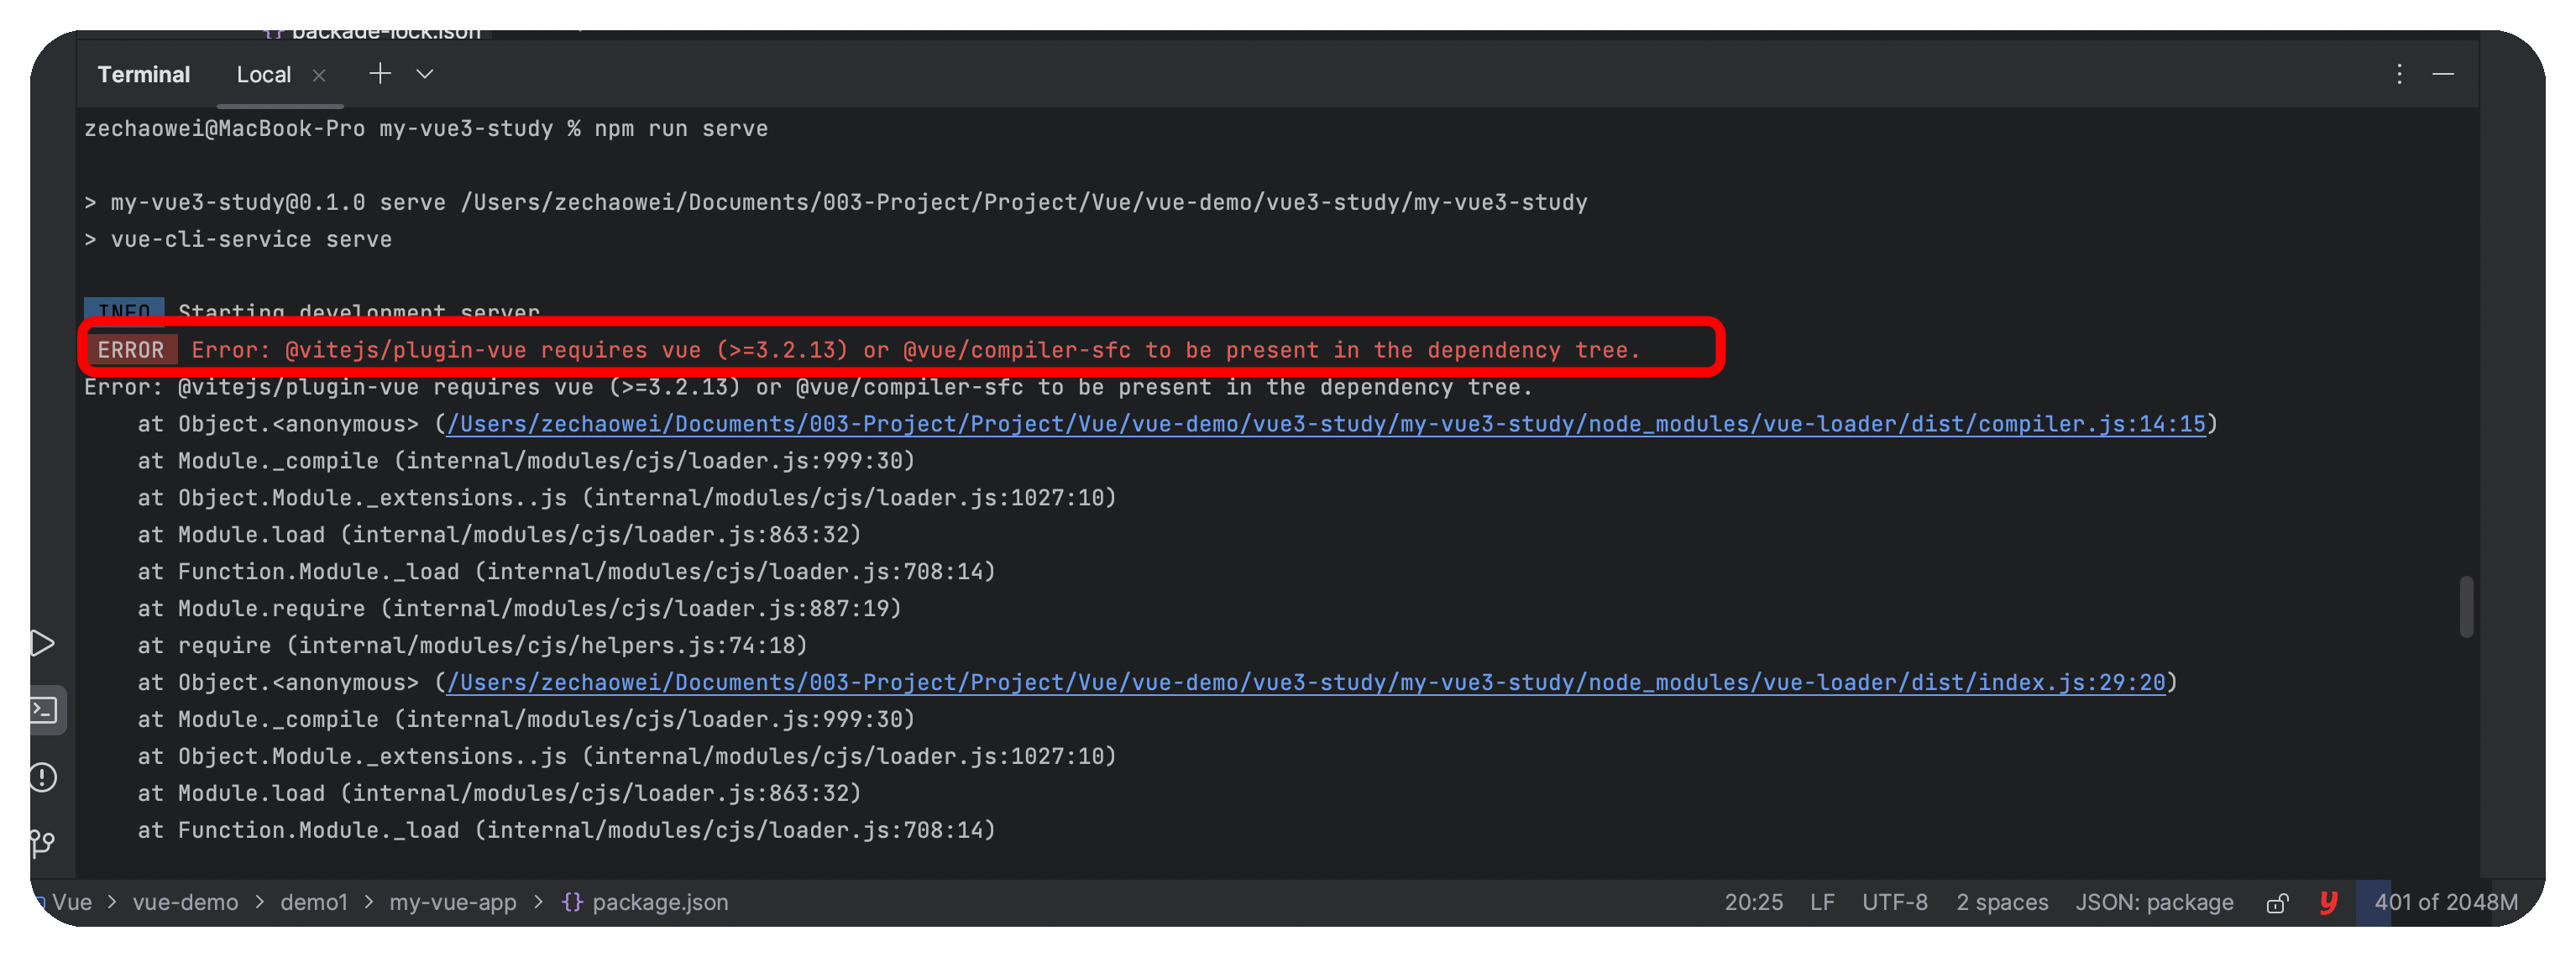 package-lock.json
Terminal Local
zechaowei@MacBook-Pro my-vue3-study % npm run serve
> my-vue3-study@0.1.0 serve /Users/zechaowei/Documents/003-Project/Project/Vue/vue-demo/vue3-study/my-vue3-study
> vue-cli-service serve
INFO Starting development server
ERROR Error: @vitejs/plugin-vue requires vue (>=3.2.13) or @vue/compiler-sfc to be present in the dependency tree.
Error: @vitejs/plugin-vue requires vue (>=3.2.13) or @vue/compiler-sfc to be present in the dependency tree.
at Object.<anonymous> (/Users/zechaowei/Documents/003-Project/Project/Vue/vue-demo/vue3-study/my-vue3-study/node_modules/vue-loader/dist/compiler.js:14:15)
at Module._compile (internal/modules/cjs/loader.js:999:30)
at Object.Module._extensions..js (internal/modules/cjs/loader.js:1027:10)
at Module.load (internal/modules/cjs/loader.js:863:32)
at Function.Module._load (internal/modules/cjs/loader.js:708:14)
at Module.require (internal/modules/cjs/loader.js:887:19)
at require (internal/modules/cjs/helpers.js:74:18)
at Object.<anonymous> (/Users/zechaowei/Documents/003-Project/Project/Vue/vue-demo/vue3-study/my-vue3-study/node_modules/vue-loader/dist/index.js:29:20)
at Module._compile (internal/modules/cjs/loader.js:999:30)
at Object.Module._extensions..js (internal/modules/cjs/loader.js:1027:10)
at Module.load (internal/modules/cjs/loader.js:863:32)
at Function.Module._load (internal/modules/cjs/loader.js:708:14)
Vue > vue-demo > demo1 > my-vue-app > {} package.json 20:25 LF UTF-8 2 spaces JSON: package y 401 of 2048M